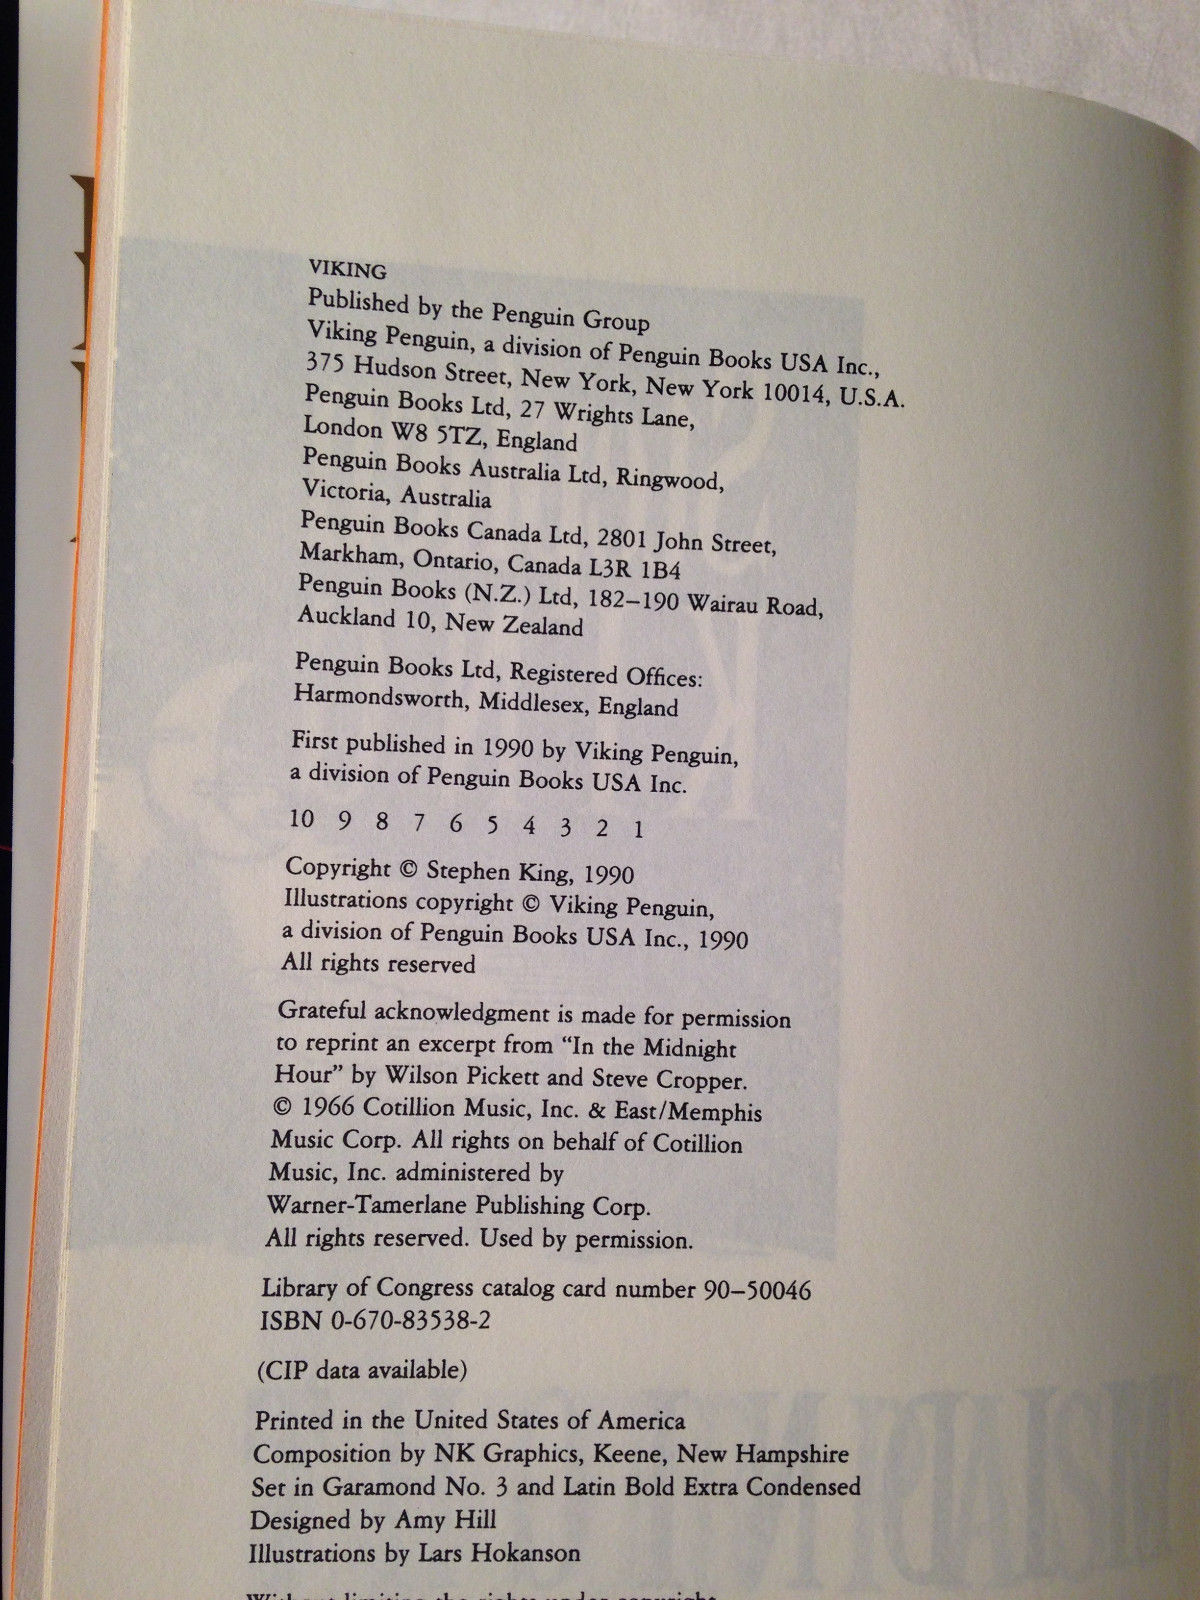 VIKING
Published by the Penguin Group
Viking Penguin, a division of Penguin Books USA Inc.,
375 Hudson Street, New York, New York 10014, U.S.A.
Penguin Books Ltd, 27 Wrights Lane,
London W8 5TZ, England
Penguin Books Australia Ltd, Ringwood,
Victoria, Australia
Penguin Books Canada Ltd, 2801 John Street,
Markham, Ontario, Canada L3R 1B4
Penguin Books (N.Z.) Ltd, 182–190 Wairau Road,
Auckland 10, New Zealand
Penguin Books Ltd, Registered Offices:
Harmondsworth, Middlesex, England
First published in 1990 by Viking Penguin,
a division of Penguin Books USA Inc.
10 9 8 7 6 5 4 3 2 1
Copyright © Stephen King, 1990
Illustrations copyright © Viking Penguin,
a division of Penguin Books USA Inc., 1990
All rights reserved
Grateful acknowledgment is made for permission
to reprint an excerpt from “In the Midnight
Hour” by Wilson Pickett and Steve Cropper.
© 1966 Cotillion Music, Inc. & East/Memphis
Music Corp. All rights on behalf of Cotillion
Music, Inc. administered by
Warner-Tamerlane Publishing Corp.
All rights reserved. Used by permission.
Library of Congress catalog card number 90–50046
ISBN 0-670-83538-2
(CIP data available)
Printed in the United States of America
Composition by NK Graphics, Keene, New Hampshire
Set in Garamond No. 3 and Latin Bold Extra Condensed
Designed by Amy Hill
Illustrations by Lars Hokanson
Without limiting the rights under copyright